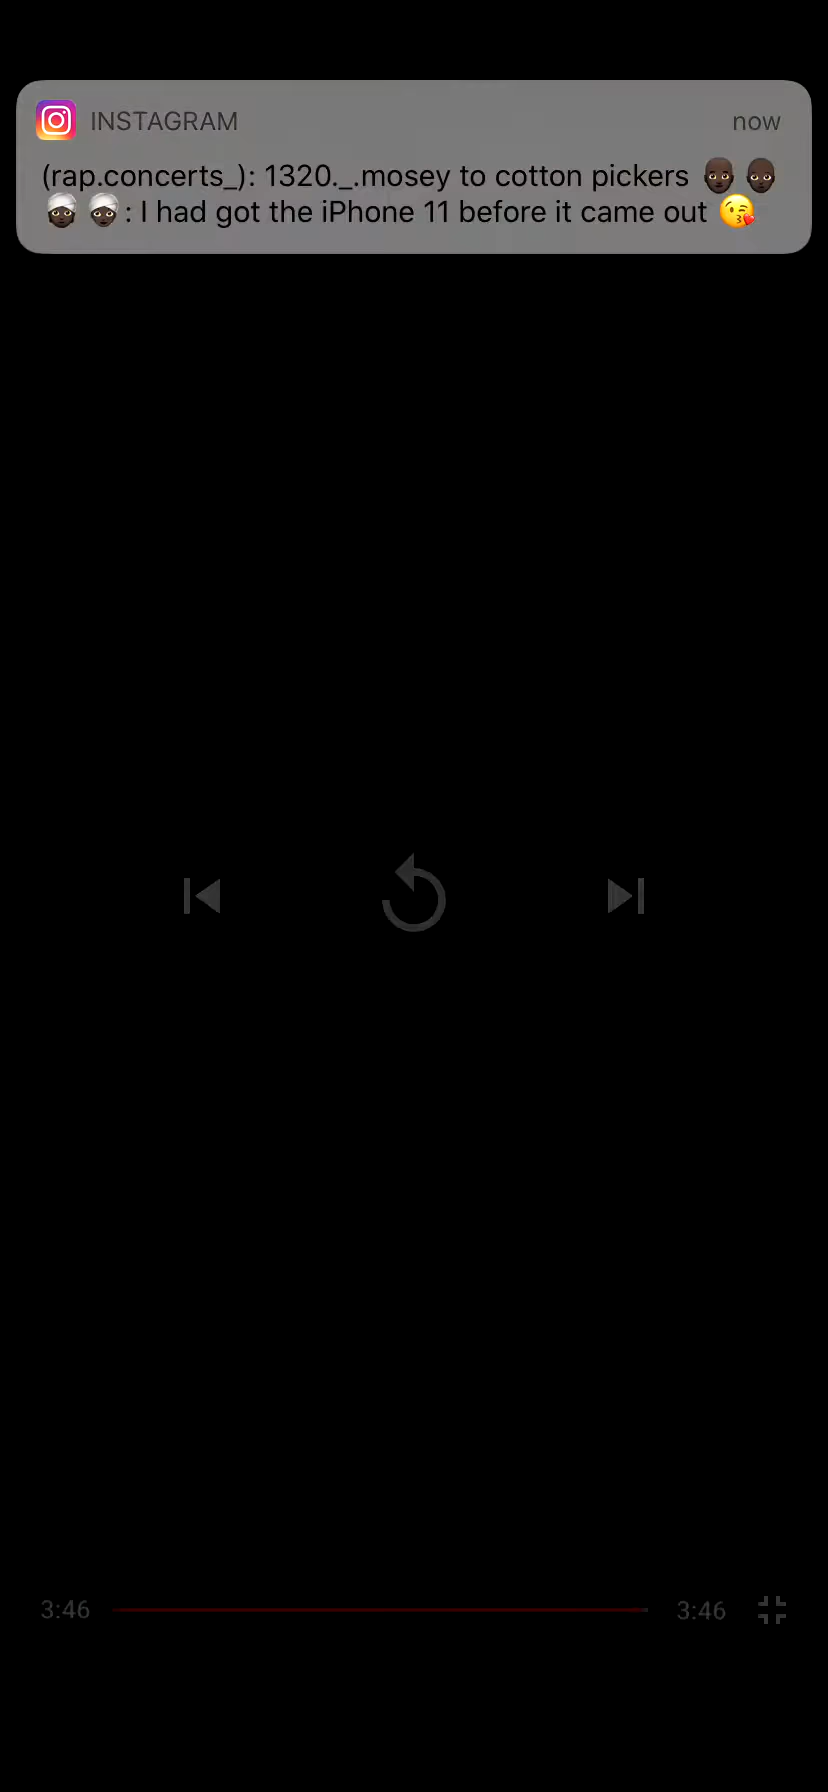 INSTAGRAM now
(rap.concerts_): 1320._.mosey to cotton pickers 👨🏿‍🦲👨🏿‍🦲
👳🏿‍♂️👳🏿‍♀️: I had got the iPhone 11 before it came out 😘
3:46 3:46